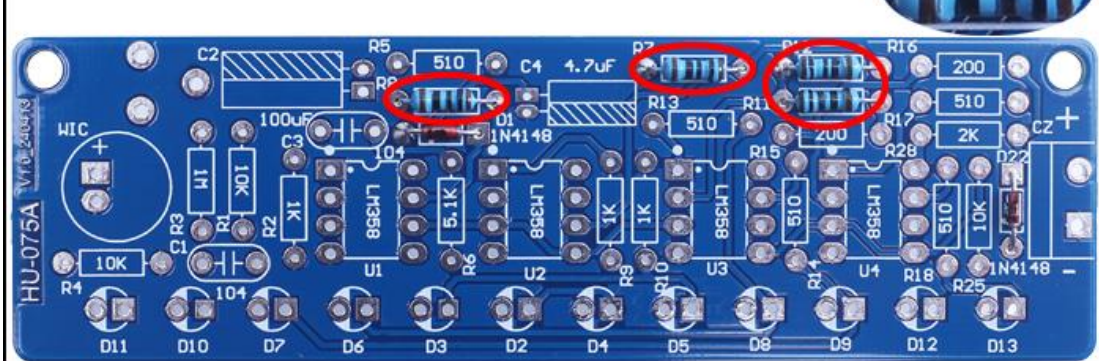 R5
510
C2
C4
4.7uF
R7
R12
R16
200
R11
R13
510
510
R17
2K
CZ
+
200
D1
1N4148
100uF
104
MIC
+
C3
1M
10K
1K
R3
R1
R2
LM358
5.1K
LM358
1K
1K
LM358
R15
510
LM358
R28
510
10K
D22
1N4148
-
HU-075A
10K
R4
C1
104
U1
R6
U2
R9
R10
U3
R14
U4
R18
R25
D11
D10
D7
D6
D3
D2
D4
D5
D8
D9
D12
D13